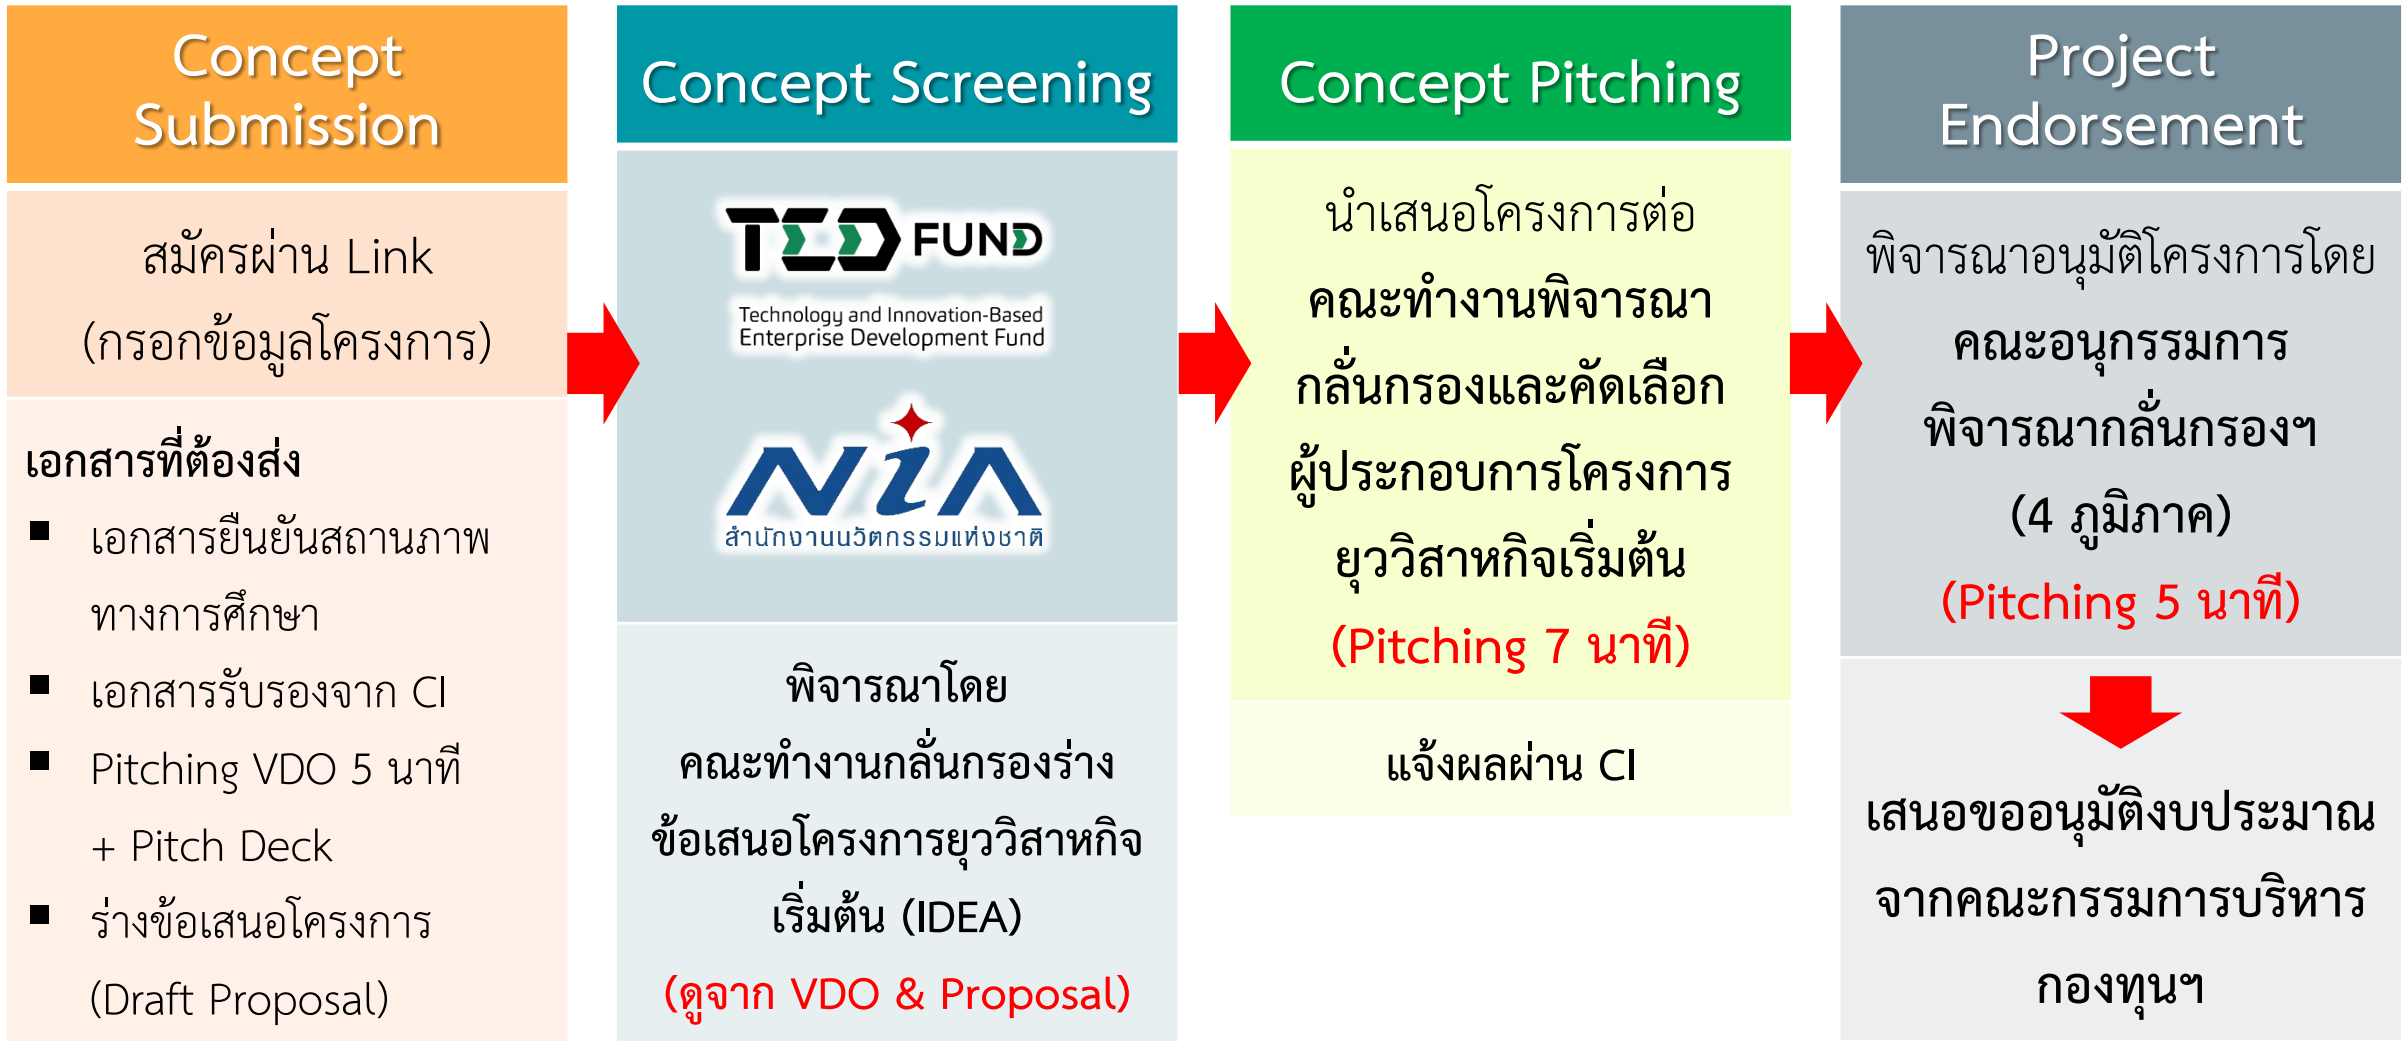 Concept
Submission
สมัครผ่าน Link
(กรอกข้อมูลโครงการ)
เอกสารที่ต้องส่ง
▪ เอกสารยืนยันสถานภาพ
ทางการศึกษา
▪ เอกสารรับรองจาก CI
▪ Pitching VDO 5 นาที
+ Pitch Deck
▪ ร่างข้อเสนอโครงการ
(Draft Proposal)
Concept Screening
TED FUND
Technology and Innovation-Based
Enterprise Development Fund
NiA
สำนักงานนวัตกรรมแห่งชาติ
พิจารณาโดย
คณะทำงานกลั่นกรองร่าง
ข้อเสนอโครงการยุววิสาหกิจ
เริ่มต้น (IDEA)
(ดูจาก VDO & Proposal)
Concept Pitching
นำเสนอโครงการต่อ
คณะทำงานพิจารณา
กลั่นกรองและคัดเลือก
ผู้ประกอบการโครงการ
ยุววิสาหกิจเริ่มต้น
(Pitching 7 นาที)
แจ้งผลผ่าน CI
Project
Endorsement
พิจารณาอนุมัติโครงการโดย
คณะอนุกรรมการ
พิจารณากลั่นกรองฯ
(4 ภูมิภาค)
(Pitching 5 นาที)
เสนอขออนุมัติงบประมาณ
จากคณะกรรมการบริหาร
กองทุนฯ